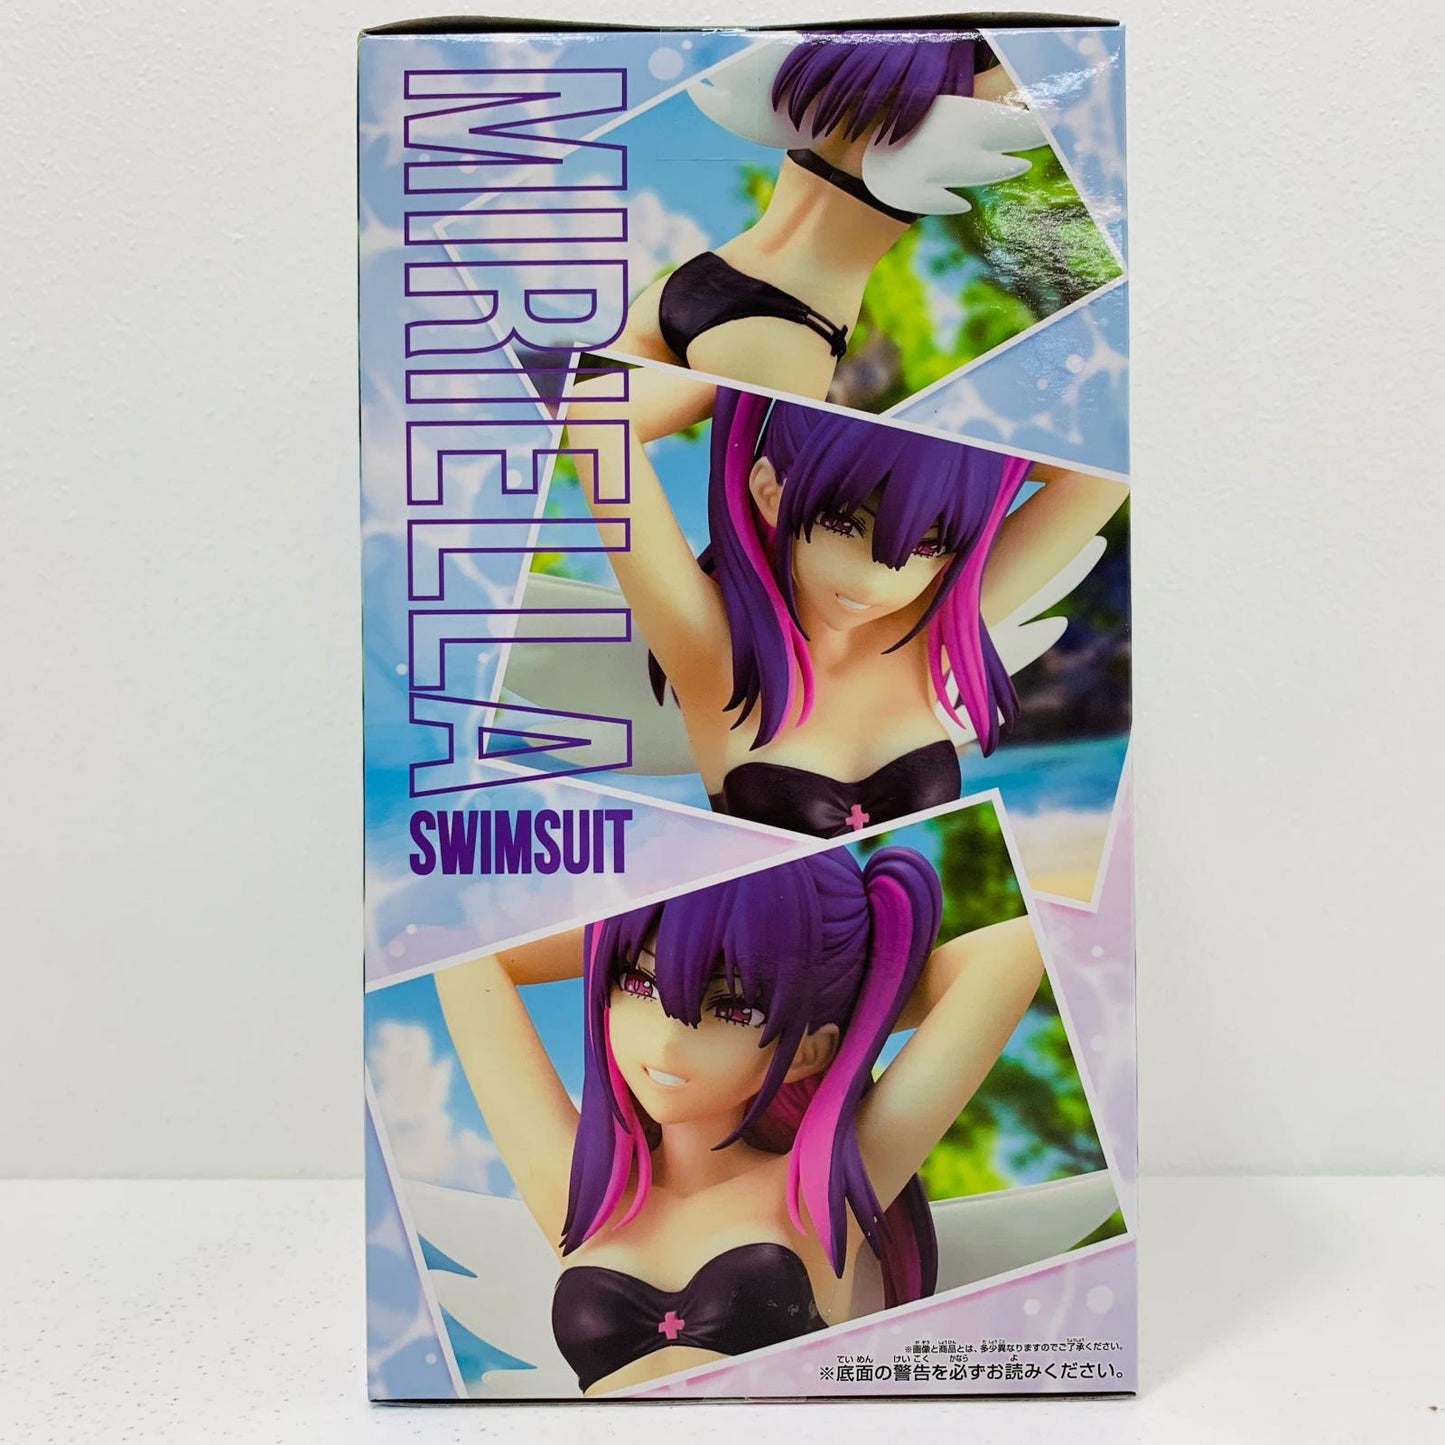 MIRIELLA
SWIMSUIT
※画像と商品とは、多少異なりますのでご了承ください。
※底面の警告を必ずお読みください。